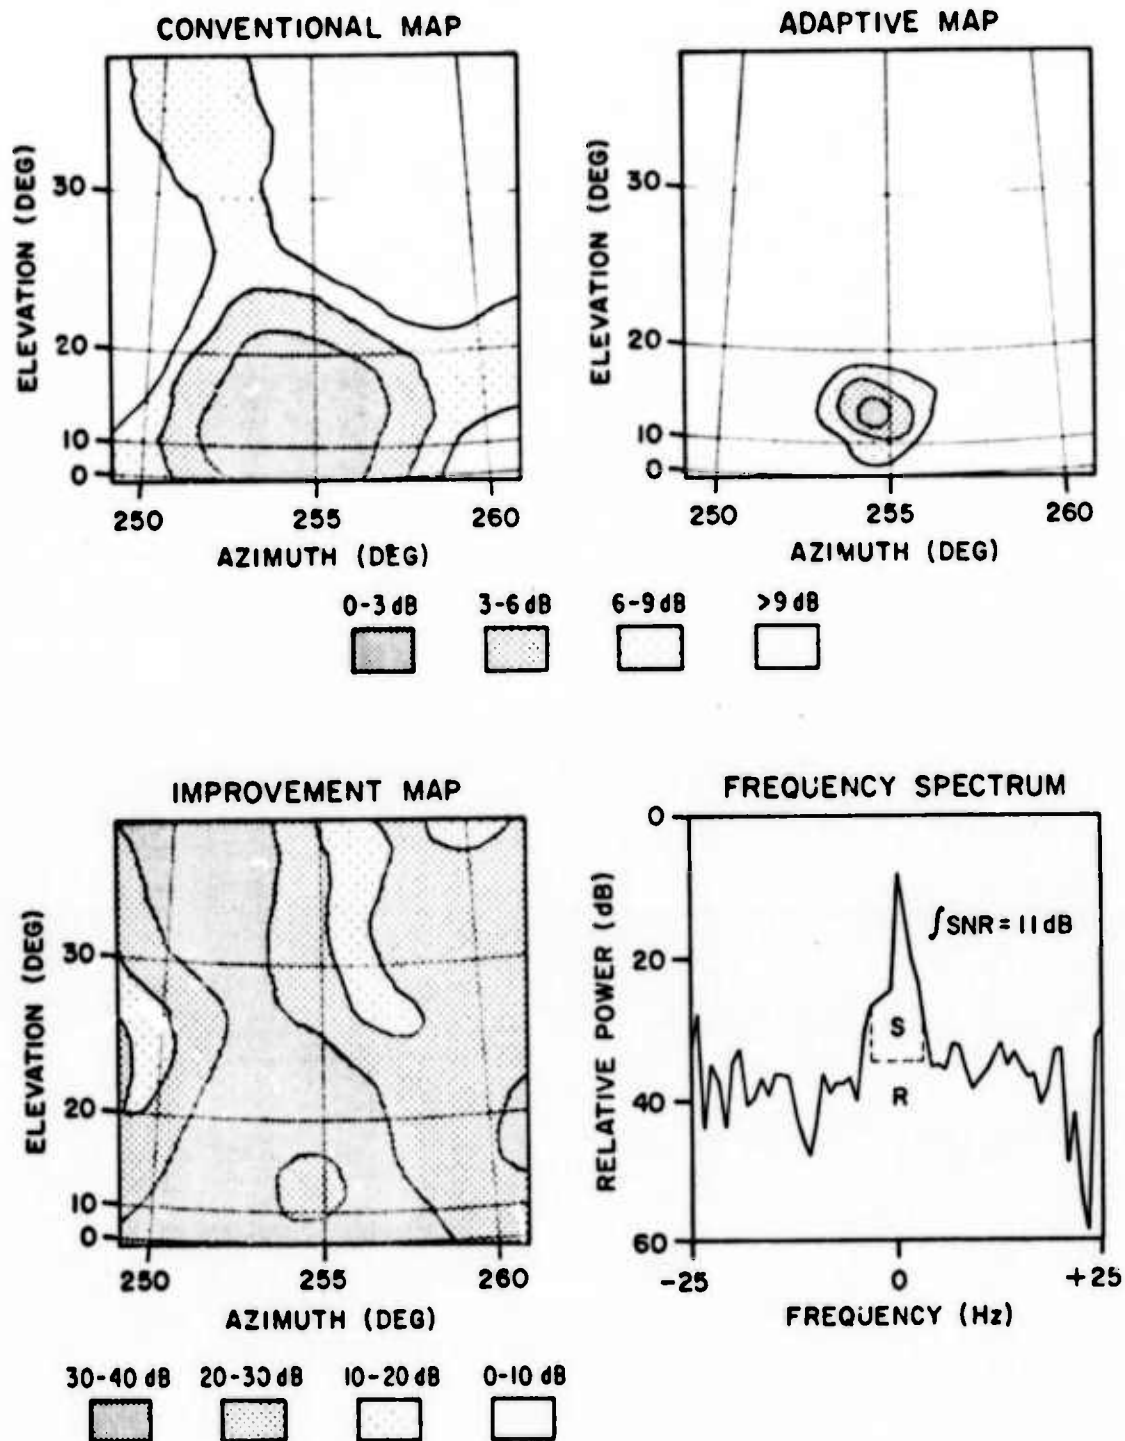 CONVENTIONAL MAP
ELEVATION (DEG)
30
20
10
0
250 255 260
AZIMUTH (DEG)
ADAPTIVE MAP
ELEVATION (DEG)
30
20
10
0
250 255 260
AZIMUTH (DEG)
0-3 dB 3-6 dB 6-9 dB >9 dB
IMPROVEMENT MAP
ELEVATION (DEG)
30
20
10
0
250 255 260
AZIMUTH (DEG)
30-40 dB 20-30 dB 10-20 dB 0-10 dB
FREQUENCY SPECTRUM
RELATIVE POWER (dB)
0
20
40
60
∫SNR = 11 dB
S
R
-25 0 +25
FREQUENCY (Hz)